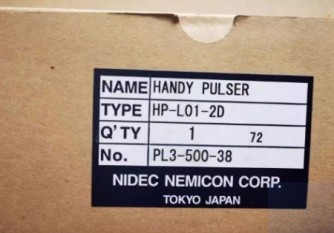 NAME HANDY PULSER
TYPE HP-L01-2D
Q'TY 1 72
No. PL3-500-38
NIDEC NEMICON CORP.
TOKYO JAPAN